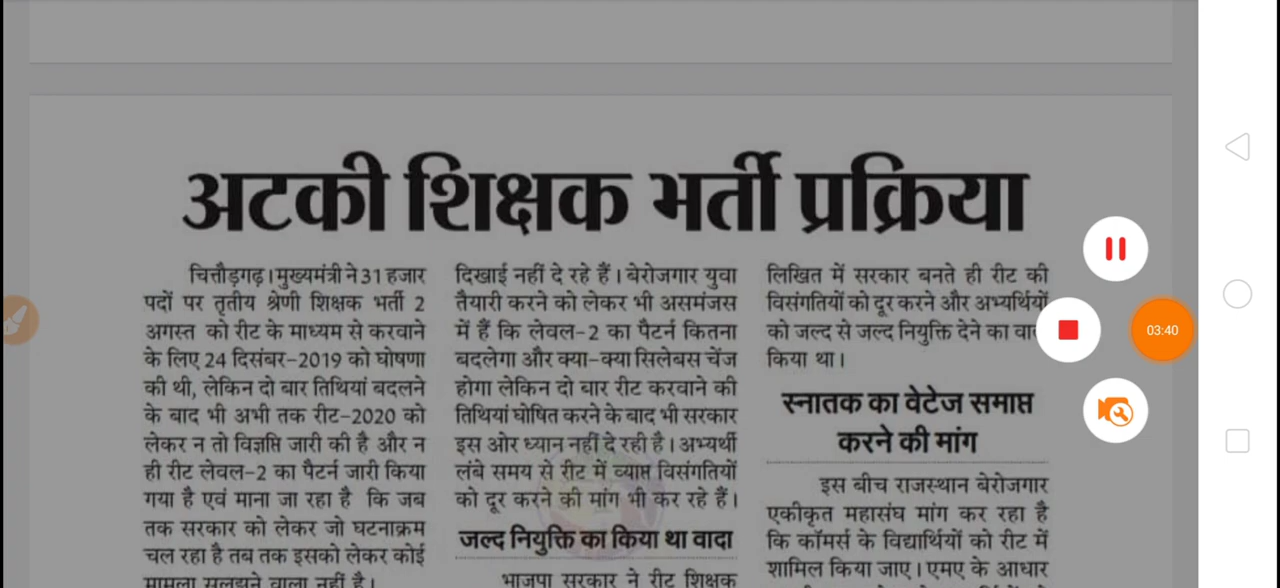 अटकी शिक्षक भर्ती प्रक्रिया
चित्तौड़गढ़।मुख्यमंत्री ने 31 हजार
पदों पर तृतीय श्रेणी शिक्षक भर्ती 2
अगस्त को रीट के माध्यम से करवाने
के लिए 24 दिसंबर-2019 को घोषणा
की थी, लेकिन दो बार तिथियां बदलने
के बाद भी अभी तक रीट-2020 को
लेकर न तो विज्ञप्ति जारी की है और न
ही रीट लेवल-2 का पैटर्न जारी किया
गया है एवं माना जा रहा है कि जब
तक सरकार को लेकर जो घटनाक्रम
चल रहा है तब तक इसको लेकर कोई
मामला सुलझने वाला नहीं है।
दिखाई नहीं दे रहे हैं। बेरोजगार युवा
तैयारी करने को लेकर भी असमंजस
में हैं कि लेवल-2 का पैटर्न कितना
बदलेगा और क्या-क्या सिलेबस चेंज
होगा लेकिन दो बार रीट करवाने की
तिथियां घोषित करने के बाद भी सरकार
इस ओर ध्यान नहीं दे रही है। अभ्यर्थी
लंबे समय से रीट में व्याप्त विसंगतियों
को दूर करने की मांग भी कर रहे हैं।
जल्द नियुक्ति का किया था वादा
भाजपा सरकार ने रीट शिक्षक
लिखित में सरकार बनते ही रीट की
विसंगतियों को दूर करने और अभ्यर्थियों
को जल्द से जल्द नियुक्ति देने का
किया था।
स्नातक का वेटेज समाप्त
करने की मांग
इस बीच राजस्थान बेरोजगार
एकीकृत महासंघ मांग कर रहा है
कि कॉमर्स के विद्यार्थियों को रीट में
शामिल किया जाए। एमए के आधार
03:40